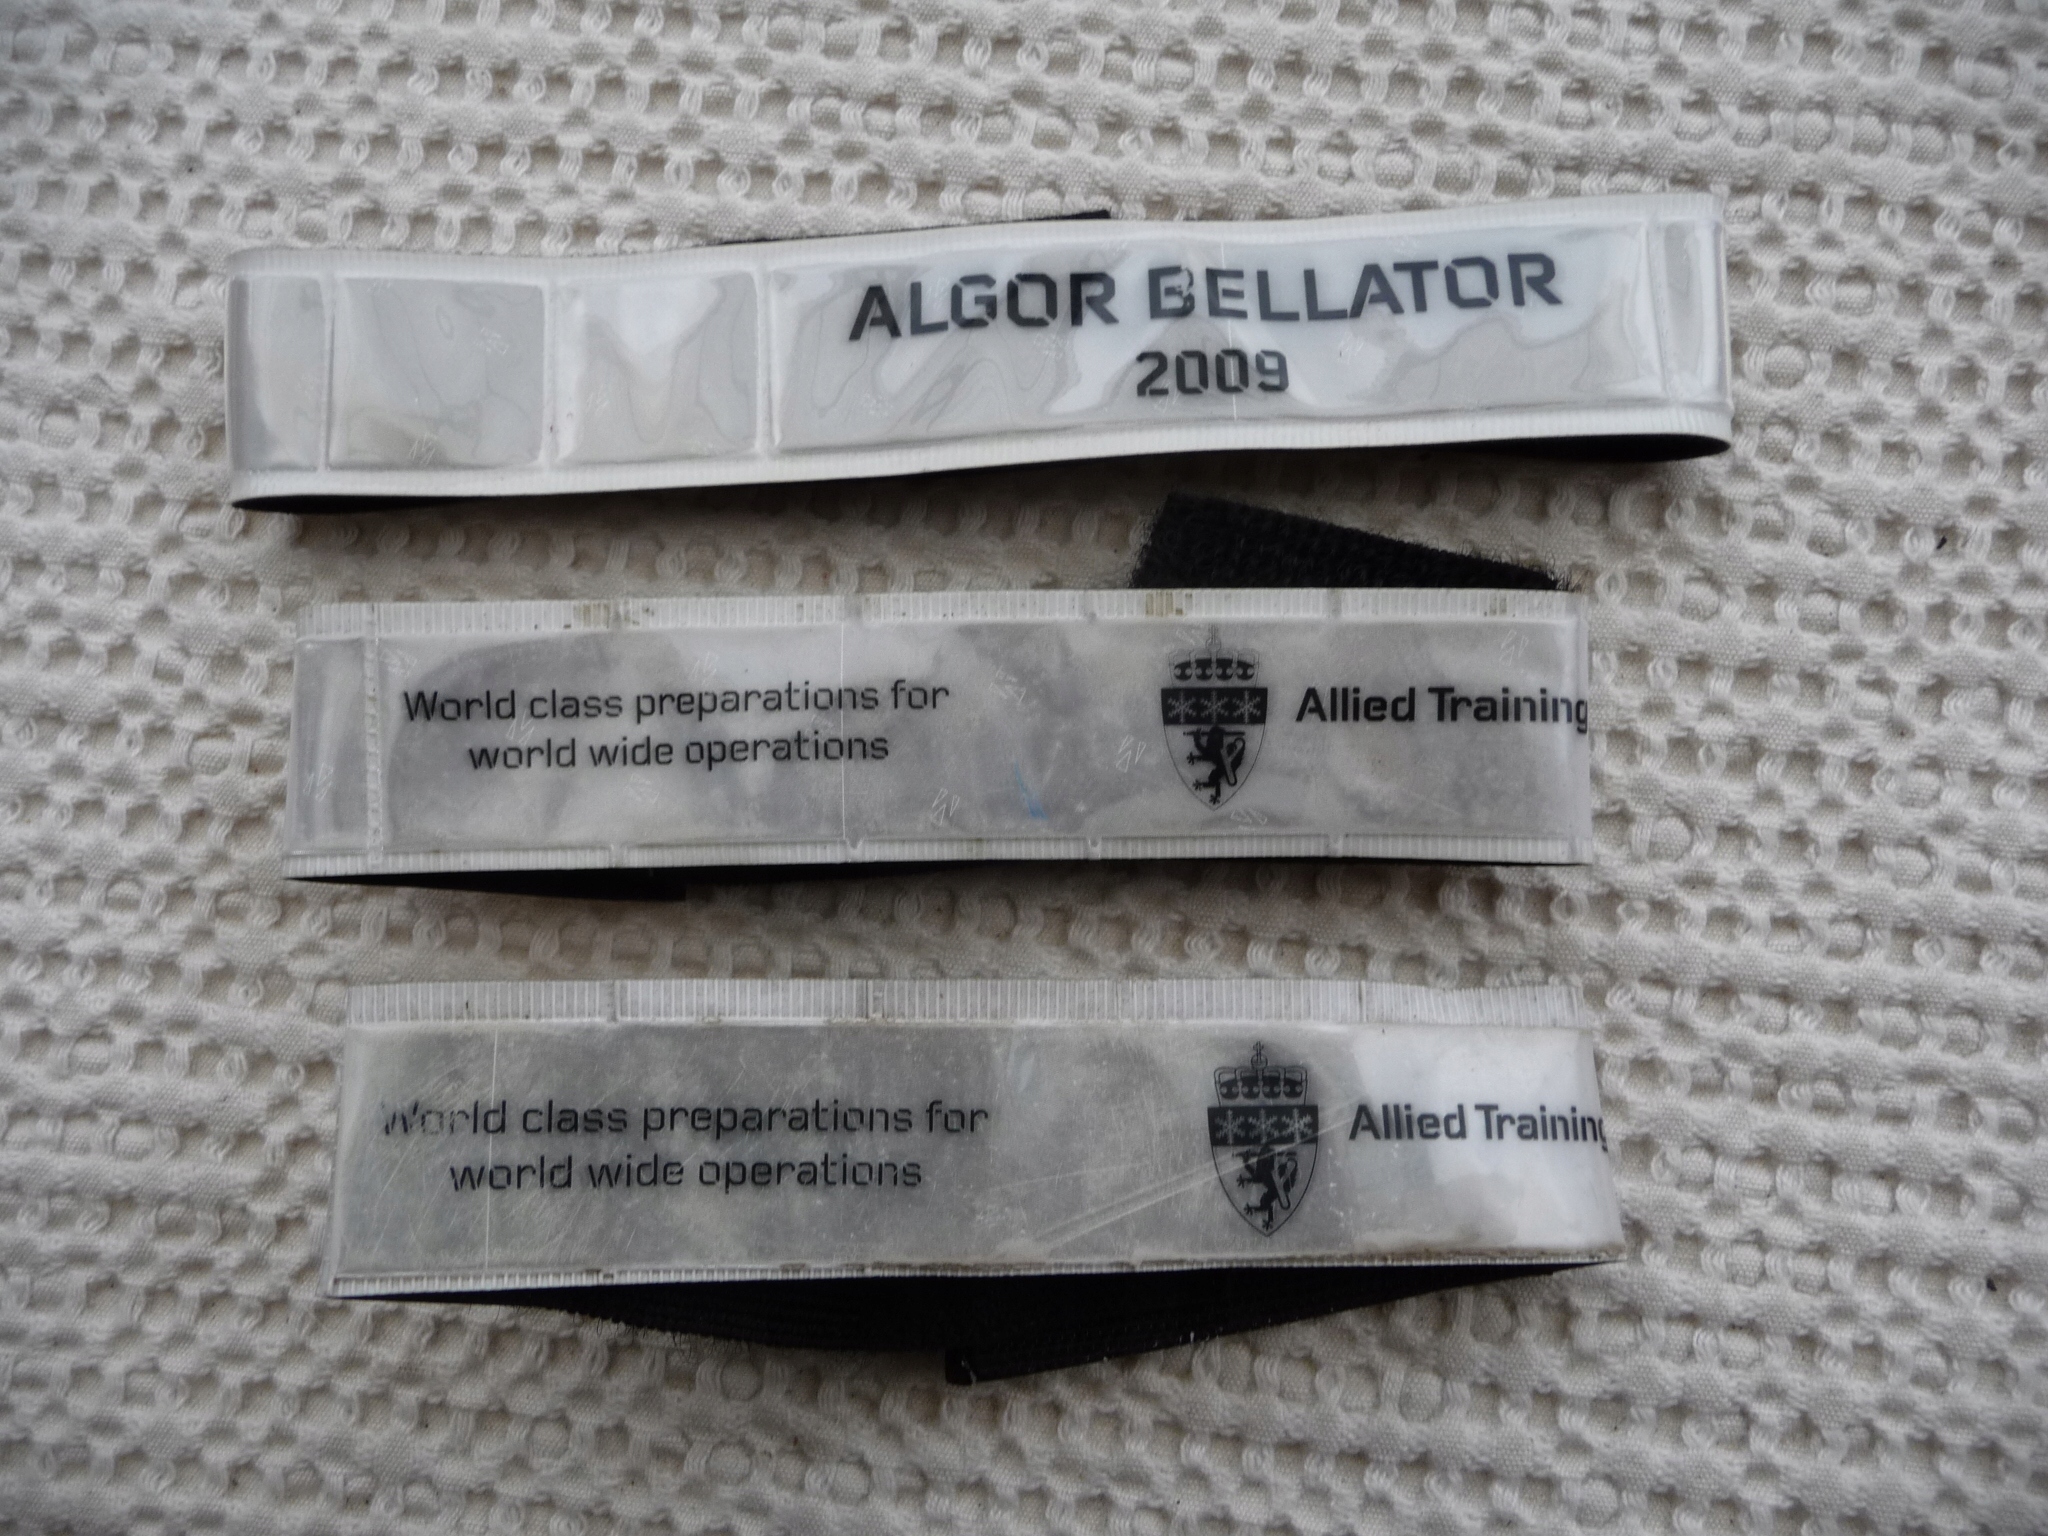 ALGOR BELLATOR
2009
World class preparations for
world wide operations
Allied Training
World class preparations for
world wide operations
Allied Training